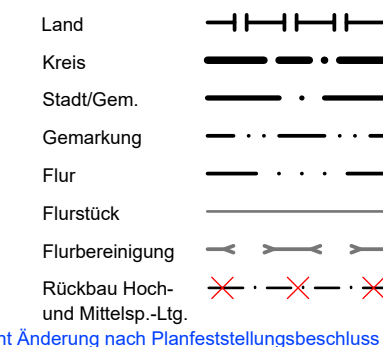 Land
Kreis
Stadt/Gem.
Gemarkung
Flur
Flurstück
Flurbereinigung
Rückbau Hoch-
und Mittelsp.-Ltg.
Änderung nach Planfeststellungsbeschluss